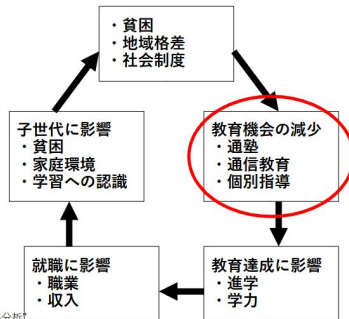 ・貧困
・地域格差
・社会制度
教育機会の減少
・通塾
・通信教育
・個別指導
教育達成に影響
・進学
・学力
就職に影響
・職業
・収入
子世代に影響
・貧困
・家庭環境
・学習への認識
分析"